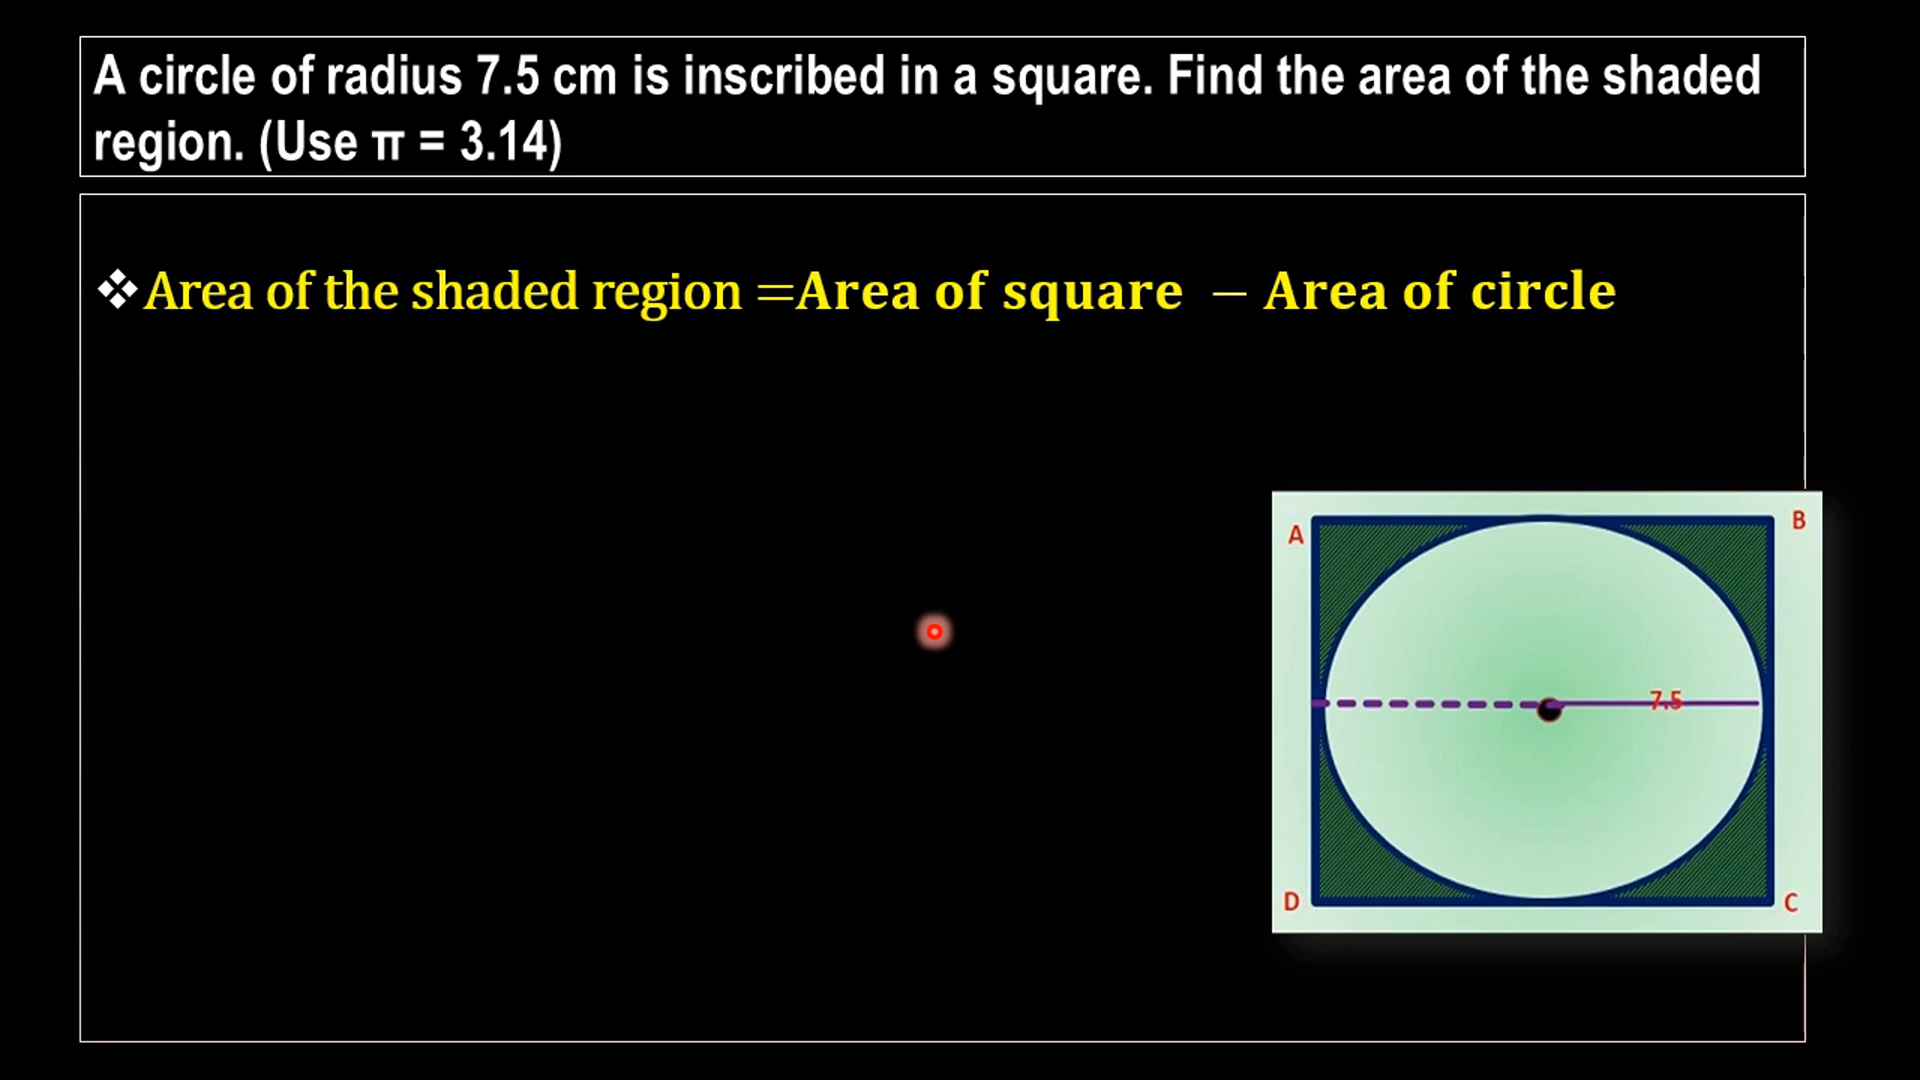 A circle of radius 7.5 cm is inscribed in a square. Find the area of the shaded
region. (Use π = 3.14)
❖Area of the shaded region =Area of square − Area of circle
A
B
7.5
D
C